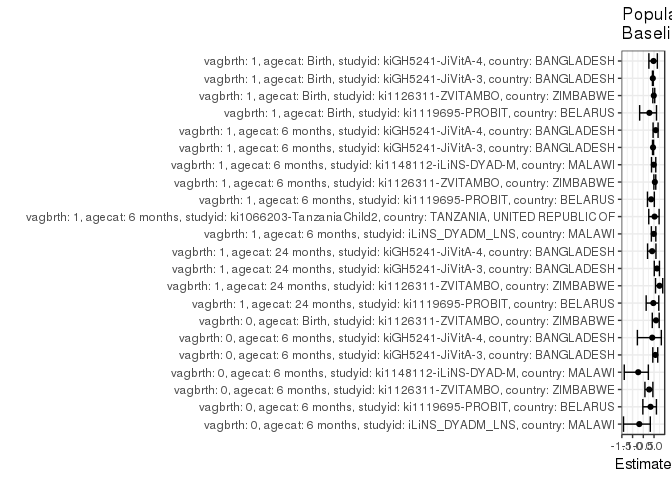 Popula
Baseli
vagbrth: 1, agecat: Birth, studyid: kiGH5241-JiVitA-4, country: BANGLADESH
vagbrth: 1, agecat: Birth, studyid: kiGH5241-JiVitA-3, country: BANGLADESH
vagbrth: 1, agecat: Birth, studyid: ki1126311-ZVITAMBO, country: ZIMBABWE
vagbrth: 1, agecat: Birth, studyid: ki1119695-PROBIT, country: BELARUS
vagbrth: 1, agecat: 6 months, studyid: kiGH5241-JiVitA-4, country: BANGLADESH
vagbrth: 1, agecat: 6 months, studyid: kiGH5241-JiVitA-3, country: BANGLADESH
vagbrth: 1, agecat: 6 months, studyid: ki1148112-iLiNS-DYAD-M, country: MALAWI
vagbrth: 1, agecat: 6 months, studyid: ki1126311-ZVITAMBO, country: ZIMBABWE
vagbrth: 1, agecat: 6 months, studyid: ki1119695-PROBIT, country: BELARUS
vagbrth: 1, agecat: 6 months, studyid: ki1066203-TanzaniaChild2, country: TANZANIA, UNITED REPUBLIC OF
vagbrth: 1, agecat: 6 months, studyid: iLiNS_DYADM_LNS, country: MALAWI
vagbrth: 1, agecat: 24 months, studyid: kiGH5241-JiVitA-4, country: BANGLADESH
vagbrth: 1, agecat: 24 months, studyid: kiGH5241-JiVitA-3, country: BANGLADESH
vagbrth: 1, agecat: 24 months, studyid: ki1126311-ZVITAMBO, country: ZIMBABWE
vagbrth: 1, agecat: 24 months, studyid: ki1119695-PROBIT, country: BELARUS
vagbrth: 0, agecat: Birth, studyid: ki1126311-ZVITAMBO, country: ZIMBABWE
vagbrth: 0, agecat: 6 months, studyid: kiGH5241-JiVitA-4, country: BANGLADESH
vagbrth: 0, agecat: 6 months, studyid: kiGH5241-JiVitA-3, country: BANGLADESH
vagbrth: 0, agecat: 6 months, studyid: ki1148112-iLiNS-DYAD-M, country: MALAWI
vagbrth: 0, agecat: 6 months, studyid: ki1126311-ZVITAMBO, country: ZIMBABWE
vagbrth: 0, agecat: 6 months, studyid: ki1119695-PROBIT, country: BELARUS
vagbrth: 0, agecat: 6 months, studyid: iLiNS_DYADM_LNS, country: MALAWI
Estimate